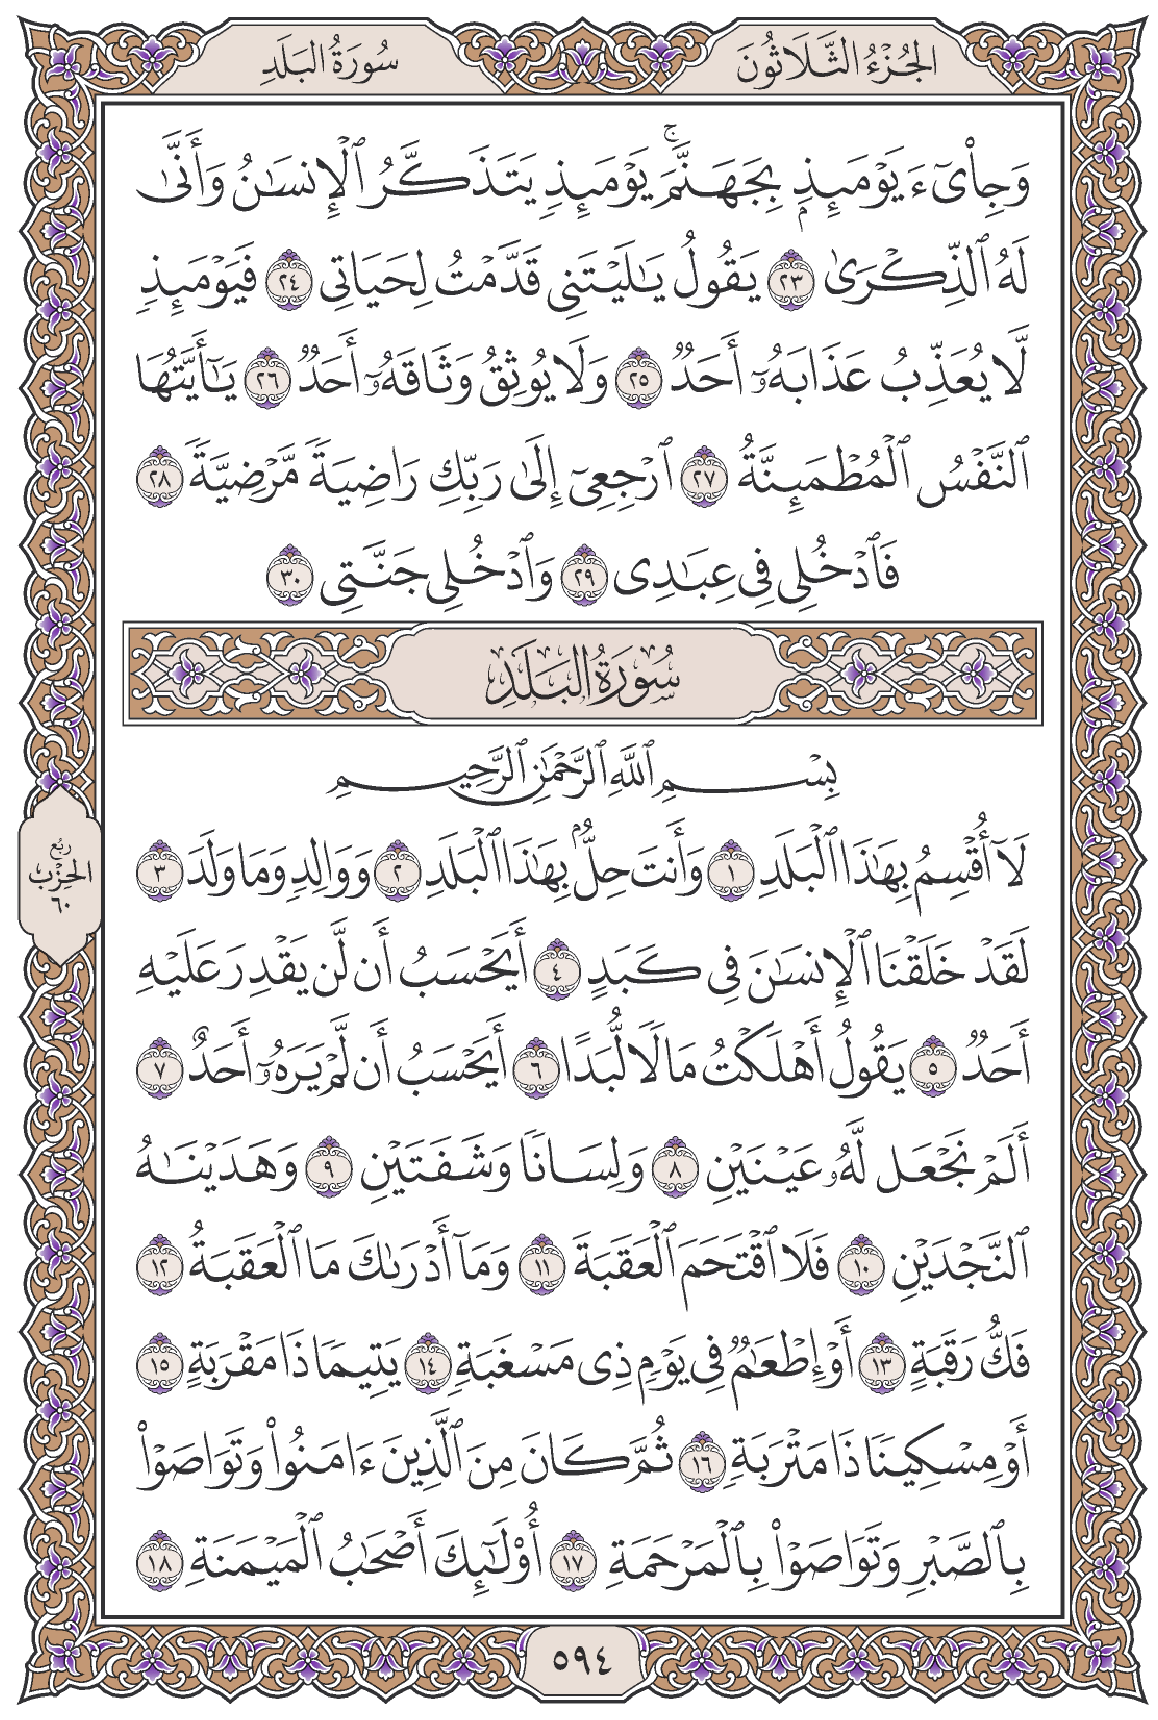 الجُزْءُ الثَّلَاثُونَ
سُورَةُ البَلَدِ
وَجِا۟ىٓءَ يَوْمَئِذِۭ بِجَهَنَّمَۚ يَوْمَئِذٖ يَتَذَكَّرُ ٱلۡإِنسَٰنُ وَأَنَّىٰ
لَهُ ٱلذِّكۡرَىٰ ٢٣ يَقُولُ يَٰلَيۡتَنِي قَدَّمۡتُ لِحَيَاتِي ٢٤ فَيَوۡمَئِذٖ
لَّا يُعَذِّبُ عَذَابَهُۥٓ أَحَدٞ ٢٥ وَلَا يُوثِقُ وَثَاقَهُۥٓ أَحَدٞ ٢٦ يَٰٓأَيَّتُهَا
ٱلنَّفۡسُ ٱلۡمُطۡمَئِنَّةُ ٢٧ ٱرۡجِعِيٓ إِلَىٰ رَبِّكِ رَاضِيَةٗ مَّرۡضِيَّةٗ ٢٨
فَٱدۡخُلِي فِي عِبَٰدِي ٢٩ وَٱدۡخُلِي جَنَّتِي ٣٠
سُورَةُ البَلَدِ
بِسۡمِ ٱللَّهِ ٱلرَّحۡمَٰنِ ٱلرَّحِيمِ
لَآ أُقۡسِمُ بِهَٰذَا ٱلۡبَلَدِ ١ وَأَنتَ حِلُّۢ بِهَٰذَا ٱلۡبَلَدِ ٢ وَوَالِدٖ وَمَا وَلَدَ ٣
لَقَدۡ خَلَقۡنَا ٱلۡإِنسَٰنَ فِي كَبَدٍ ٤ أَيَحۡسَبُ أَن لَّن يَقۡدِرَ عَلَيۡهِ
أَحَدٞ ٥ يَقُولُ أَهۡلَكۡتُ مَالٗا لُّبَدًا ٦ أَيَحۡسَبُ أَن لَّمۡ يَرَهُۥٓ أَحَدٌ ٧
أَلَمۡ نَجۡعَل لَّهُۥ عَيۡنَيۡنِ ٨ وَلِسَانٗا وَشَفَتَيۡنِ ٩ وَهَدَيۡنَٰهُ
ٱلنَّجۡدَيۡنِ ١٠ فَلَا ٱقۡتَحَمَ ٱلۡعَقَبَةَ ١١ وَمَآ أَدۡرَىٰكَ مَا ٱلۡعَقَبَةُ ١٢
فَكُّ رَقَبَةٍ ١٣ أَوۡ إِطۡعَٰمٞ فِي يَوۡمٖ ذِي مَسۡغَبَةٖ ١٤ يَتِيمٗا ذَا مَقۡرَبَةٍ ١٥
أَوۡ مِسۡكِينٗا ذَا مَتۡرَبَةٖ ١٦ ثُمَّ كَانَ مِنَ ٱلَّذِينَ ءَامَنُواْ وَتَوَاصَوۡاْ
بِٱلصَّبۡرِ وَتَوَاصَوۡاْ بِٱلۡمَرۡحَمَةِ ١٧ أُوْلَٰٓئِكَ أَصۡحَٰبُ ٱلۡمَيۡمَنَةِ ١٨
رُبُع
الحِزْب
٦٠
٥٩٤